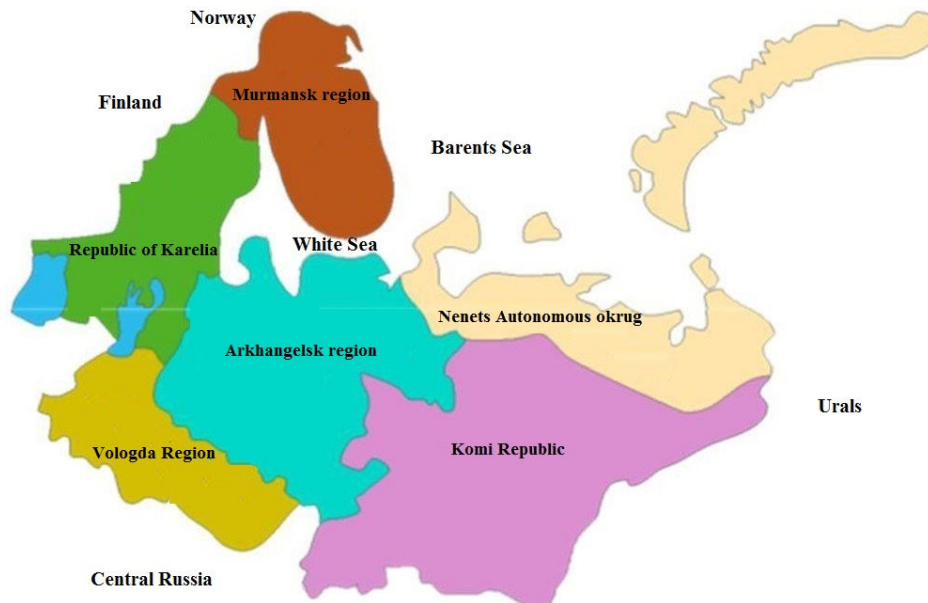 Norway
Murmansk region
Finland
Barents Sea
Republic of Karelia
White Sea
Nenets Autonomous okrug
Arkhangelsk region
Urals
Vologda Region
Komi Republic
Central Russia